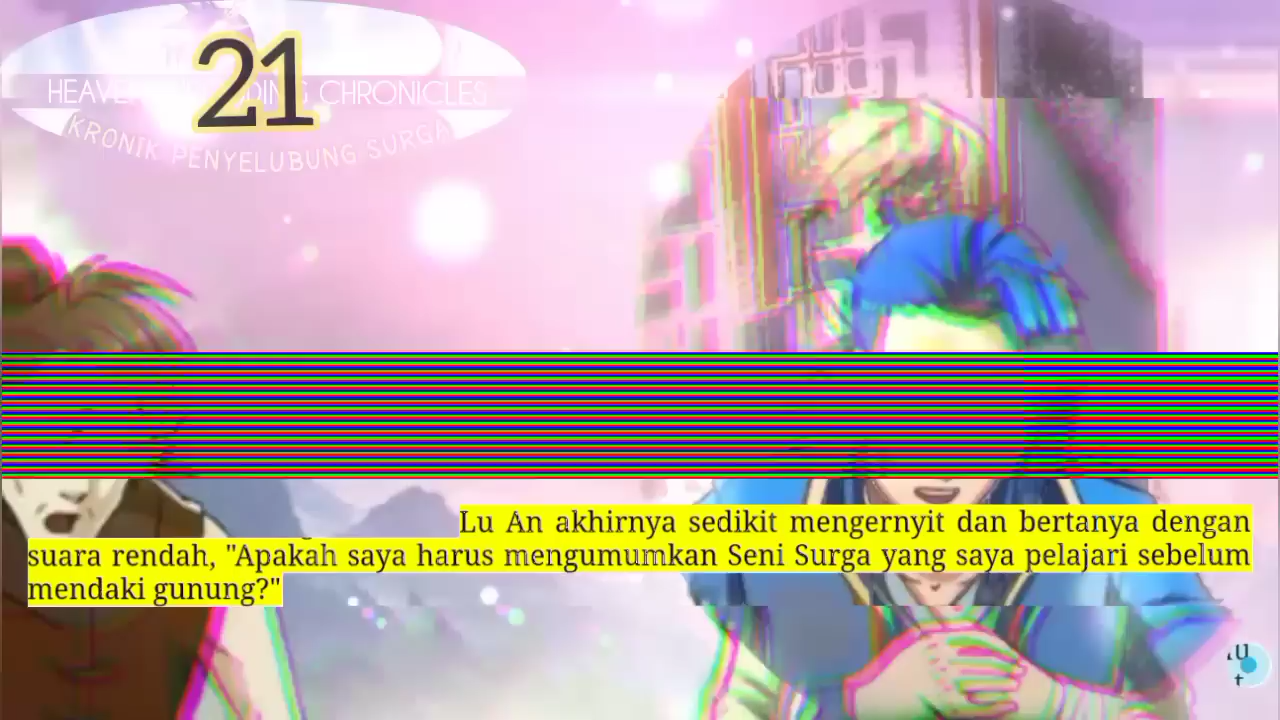 21
CHRONICLES
KRONIK PENYELUBUNG SURGA
Lu An akhirnya sedikit mengernyit dan bertanya dengan
suara rendah, "Apakah saya harus mengumumkan Seni Surga yang saya pelajari sebelum
mendaki gunung?"